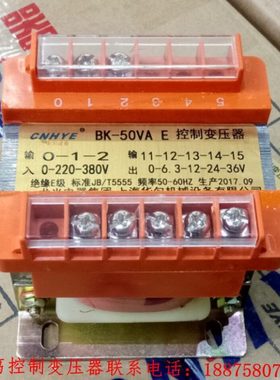 0 1 2 3 4 5
CNHYE BK-50VA E 控制变压器
输 0-1-2 输 11-12-13-14-15
入 0-220-380V 出 0-6.3-12-24-36V
绝缘E级 标准JB/T5555 频率50-60HZ 生产2017.09
控制变压器联系电话：18875807